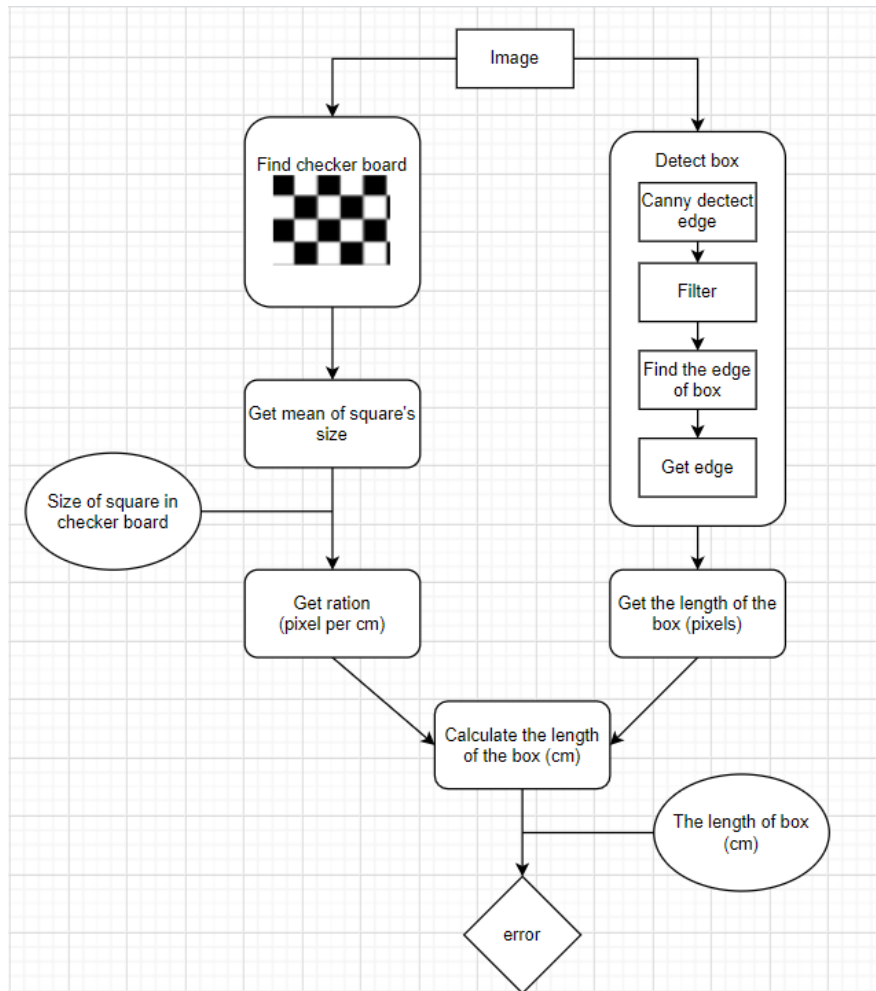 Image
Find checker board
Detect box
Canny dectect
edge
Filter
Find the edge
of box
Get edge
Get mean of square's
size
Size of square in
checker board
Get ration
(pixel per cm)
Get the length of the
box (pixels)
Calculate the length
of the box (cm)
The length of box
(cm)
error